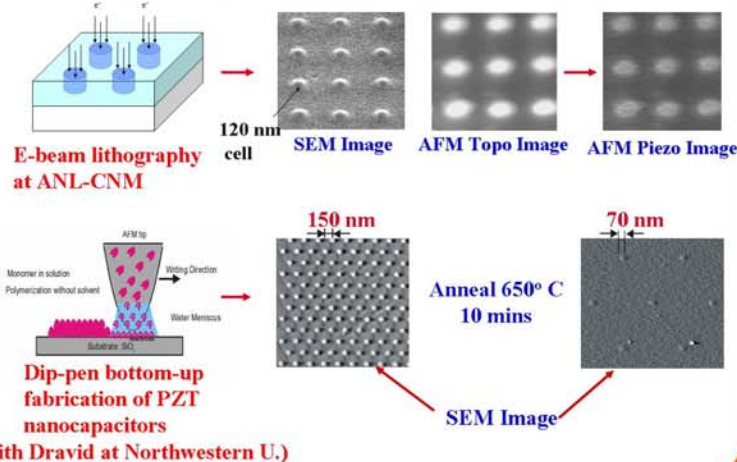 e⁻ e⁻
120 nm
cell
SEM Image
AFM Topo Image
AFM Piezo Image
E-beam lithography
at ANL-CNM
AFM tip
Monomer in solution
Polymerization without solvent
Writing Direction
Water Meniscus
Substrate: SiO₂
150 nm
70 nm
Anneal 650° C
10 mins
SEM Image
Dip-pen bottom-up
fabrication of PZT
nanocapacitors
ith Dravid at Northwestern U.)